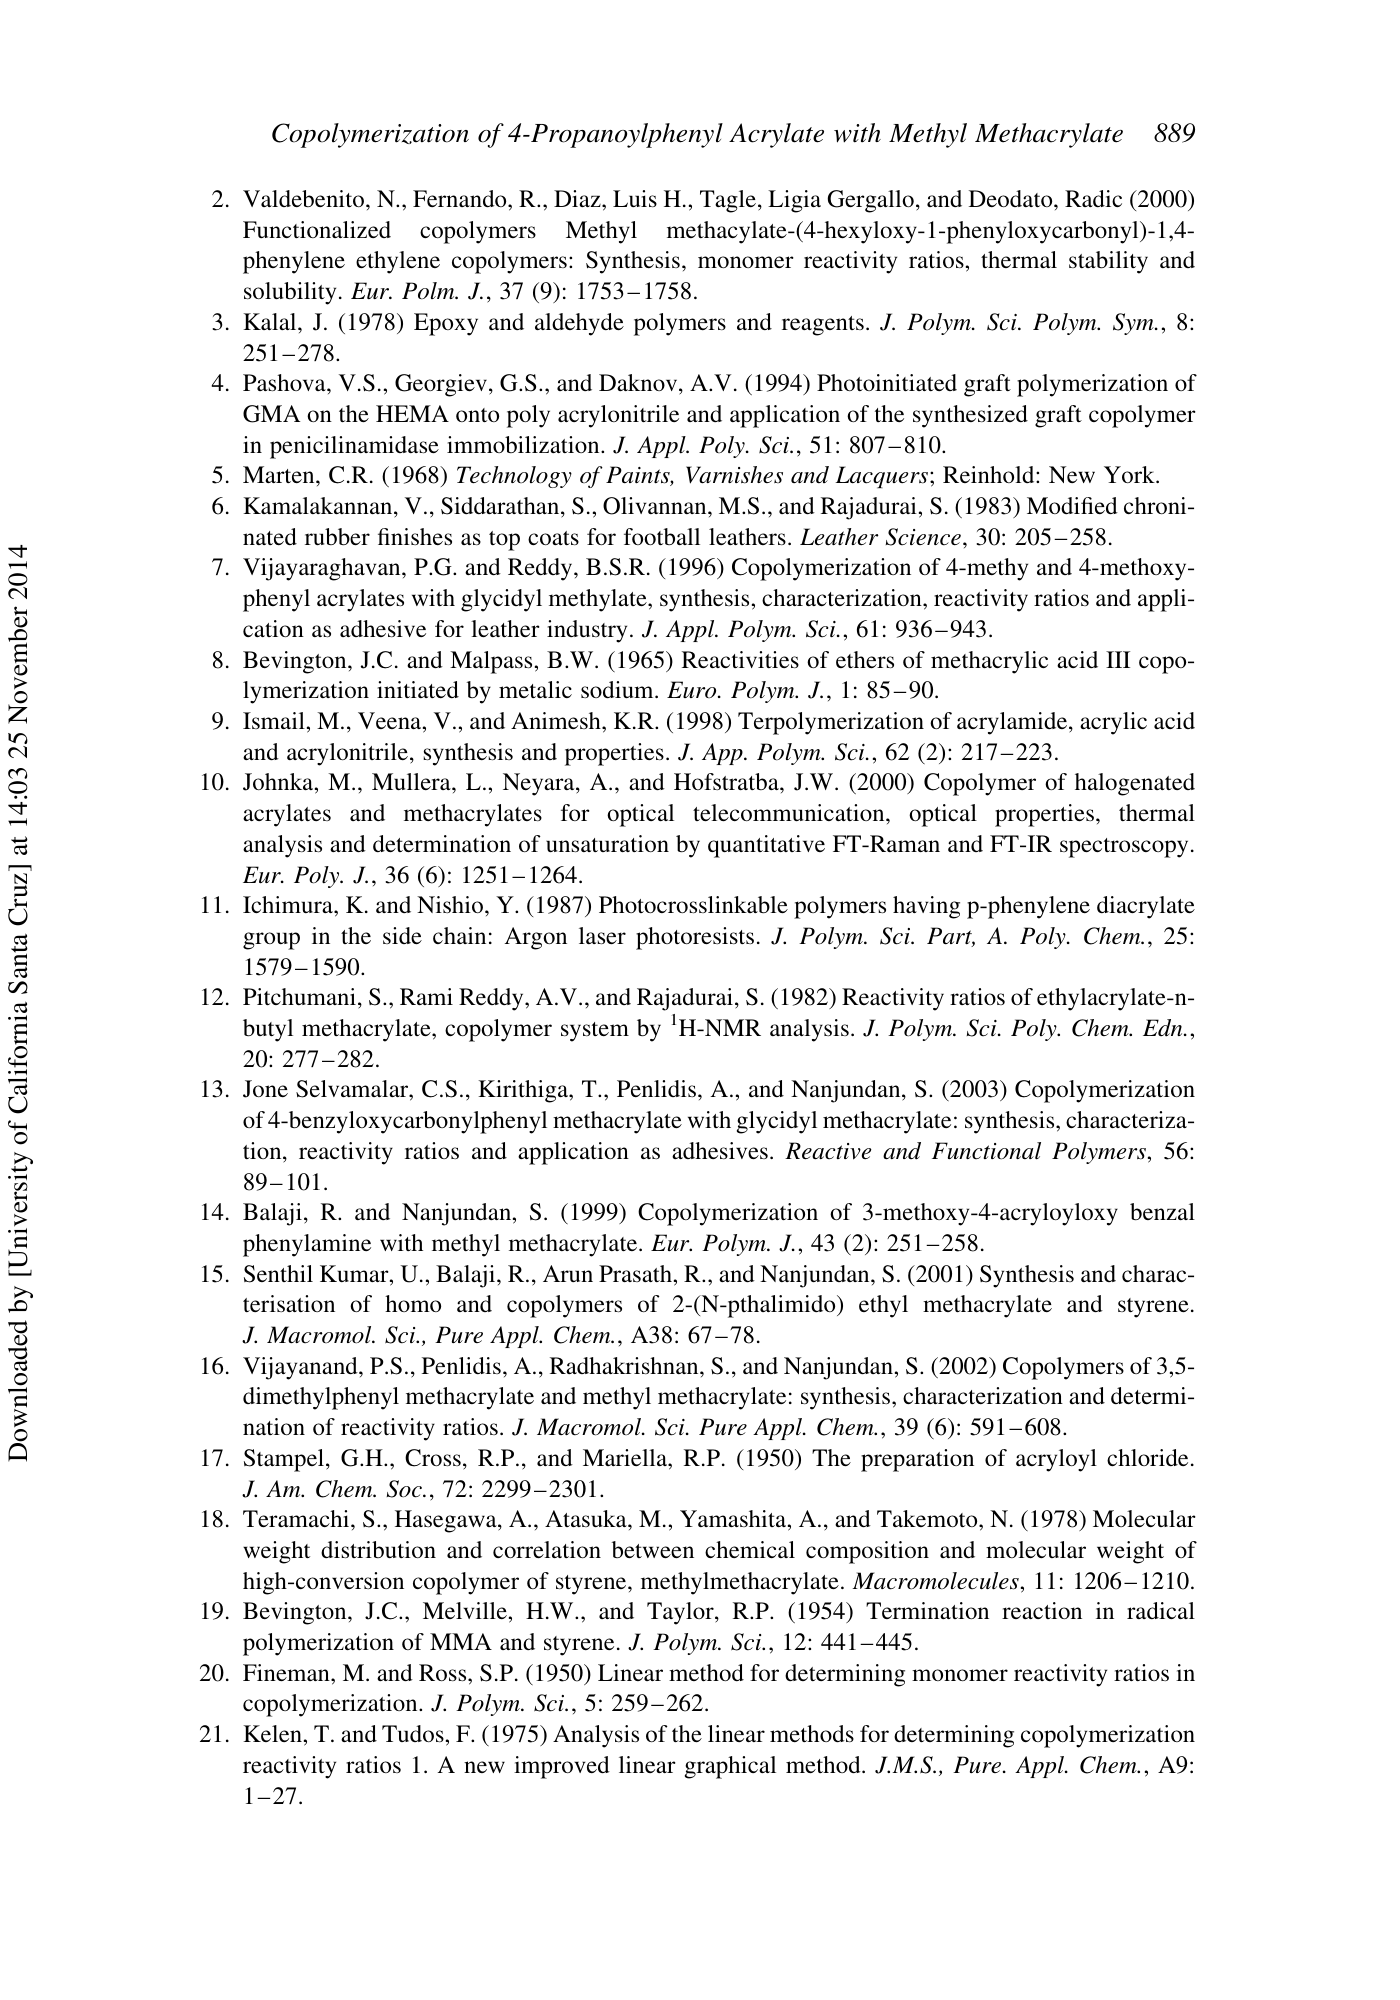 Copolymerization of 4-Propanoylphenyl Acrylate with Methyl Methacrylate 889
2. Valdebenito, N., Fernando, R., Diaz, Luis H., Tagle, Ligia Gergallo, and Deodato, Radic (2000)
Functionalized copolymers Methyl methacylate-(4-hexyloxy-1-phenyloxycarbonyl)-1,4-
phenylene ethylene copolymers: Synthesis, monomer reactivity ratios, thermal stability and
solubility. Eur. Polm. J., 37 (9): 1753–1758.
3. Kalal, J. (1978) Epoxy and aldehyde polymers and reagents. J. Polym. Sci. Polym. Sym., 8:
251–278.
4. Pashova, V.S., Georgiev, G.S., and Daknov, A.V. (1994) Photoinitiated graft polymerization of
GMA on the HEMA onto poly acrylonitrile and application of the synthesized graft copolymer
in penicilinamidase immobilization. J. Appl. Poly. Sci., 51: 807–810.
5. Marten, C.R. (1968) Technology of Paints, Varnishes and Lacquers; Reinhold: New York.
6. Kamalakannan, V., Siddarathan, S., Olivannan, M.S., and Rajadurai, S. (1983) Modified chroni-
nated rubber finishes as top coats for football leathers. Leather Science, 30: 205–258.
7. Vijayaraghavan, P.G. and Reddy, B.S.R. (1996) Copolymerization of 4-methy and 4-methoxy-
phenyl acrylates with glycidyl methylate, synthesis, characterization, reactivity ratios and appli-
cation as adhesive for leather industry. J. Appl. Polym. Sci., 61: 936–943.
8. Bevington, J.C. and Malpass, B.W. (1965) Reactivities of ethers of methacrylic acid III copo-
lymerization initiated by metalic sodium. Euro. Polym. J., 1: 85–90.
9. Ismail, M., Veena, V., and Animesh, K.R. (1998) Terpolymerization of acrylamide, acrylic acid
and acrylonitrile, synthesis and properties. J. App. Polym. Sci., 62 (2): 217–223.
10. Johnka, M., Mullera, L., Neyara, A., and Hofstratba, J.W. (2000) Copolymer of halogenated
acrylates and methacrylates for optical telecommunication, optical properties, thermal
analysis and determination of unsaturation by quantitative FT-Raman and FT-IR spectroscopy.
Eur. Poly. J., 36 (6): 1251–1264.
11. Ichimura, K. and Nishio, Y. (1987) Photocrosslinkable polymers having p-phenylene diacrylate
group in the side chain: Argon laser photoresists. J. Polym. Sci. Part, A. Poly. Chem., 25:
1579–1590.
12. Pitchumani, S., Rami Reddy, A.V., and Rajadurai, S. (1982) Reactivity ratios of ethylacrylate-n-
butyl methacrylate, copolymer system by ¹H-NMR analysis. J. Polym. Sci. Poly. Chem. Edn.,
20: 277–282.
13. Jone Selvamalar, C.S., Kirithiga, T., Penlidis, A., and Nanjundan, S. (2003) Copolymerization
of 4-benzyloxycarbonylphenyl methacrylate with glycidyl methacrylate: synthesis, characteriza-
tion, reactivity ratios and application as adhesives. Reactive and Functional Polymers, 56:
89–101.
14. Balaji, R. and Nanjundan, S. (1999) Copolymerization of 3-methoxy-4-acryloyloxy benzal
phenylamine with methyl methacrylate. Eur. Polym. J., 43 (2): 251–258.
15. Senthil Kumar, U., Balaji, R., Arun Prasath, R., and Nanjundan, S. (2001) Synthesis and charac-
terisation of homo and copolymers of 2-(N-pthalimido) ethyl methacrylate and styrene.
J. Macromol. Sci., Pure Appl. Chem., A38: 67–78.
16. Vijayanand, P.S., Penlidis, A., Radhakrishnan, S., and Nanjundan, S. (2002) Copolymers of 3,5-
dimethylphenyl methacrylate and methyl methacrylate: synthesis, characterization and determi-
nation of reactivity ratios. J. Macromol. Sci. Pure Appl. Chem., 39 (6): 591–608.
17. Stampel, G.H., Cross, R.P., and Mariella, R.P. (1950) The preparation of acryloyl chloride.
J. Am. Chem. Soc., 72: 2299–2301.
18. Teramachi, S., Hasegawa, A., Atasuka, M., Yamashita, A., and Takemoto, N. (1978) Molecular
weight distribution and correlation between chemical composition and molecular weight of
high-conversion copolymer of styrene, methylmethacrylate. Macromolecules, 11: 1206–1210.
19. Bevington, J.C., Melville, H.W., and Taylor, R.P. (1954) Termination reaction in radical
polymerization of MMA and styrene. J. Polym. Sci., 12: 441–445.
20. Fineman, M. and Ross, S.P. (1950) Linear method for determining monomer reactivity ratios in
copolymerization. J. Polym. Sci., 5: 259–262.
21. Kelen, T. and Tudos, F. (1975) Analysis of the linear methods for determining copolymerization
reactivity ratios 1. A new improved linear graphical method. J.M.S., Pure. Appl. Chem., A9:
1–27.
Downloaded by [University of California Santa Cruz] at 14:03 25 November 2014